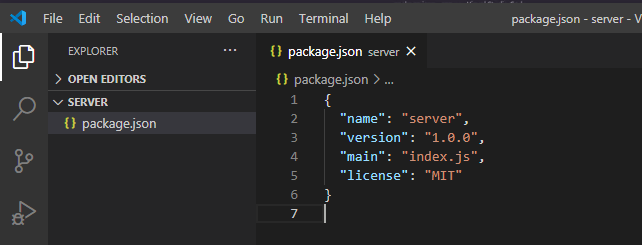 File Edit Selection View Go Run Terminal Help package.json - server - V
EXPLORER ...
OPEN EDITORS
SERVER
{} package.json
{} package.json server ×
{} package.json > ...
1 {
2 "name": "server",
3 "version": "1.0.0",
4 "main": "index.js",
5 "license": "MIT"
6 }
7